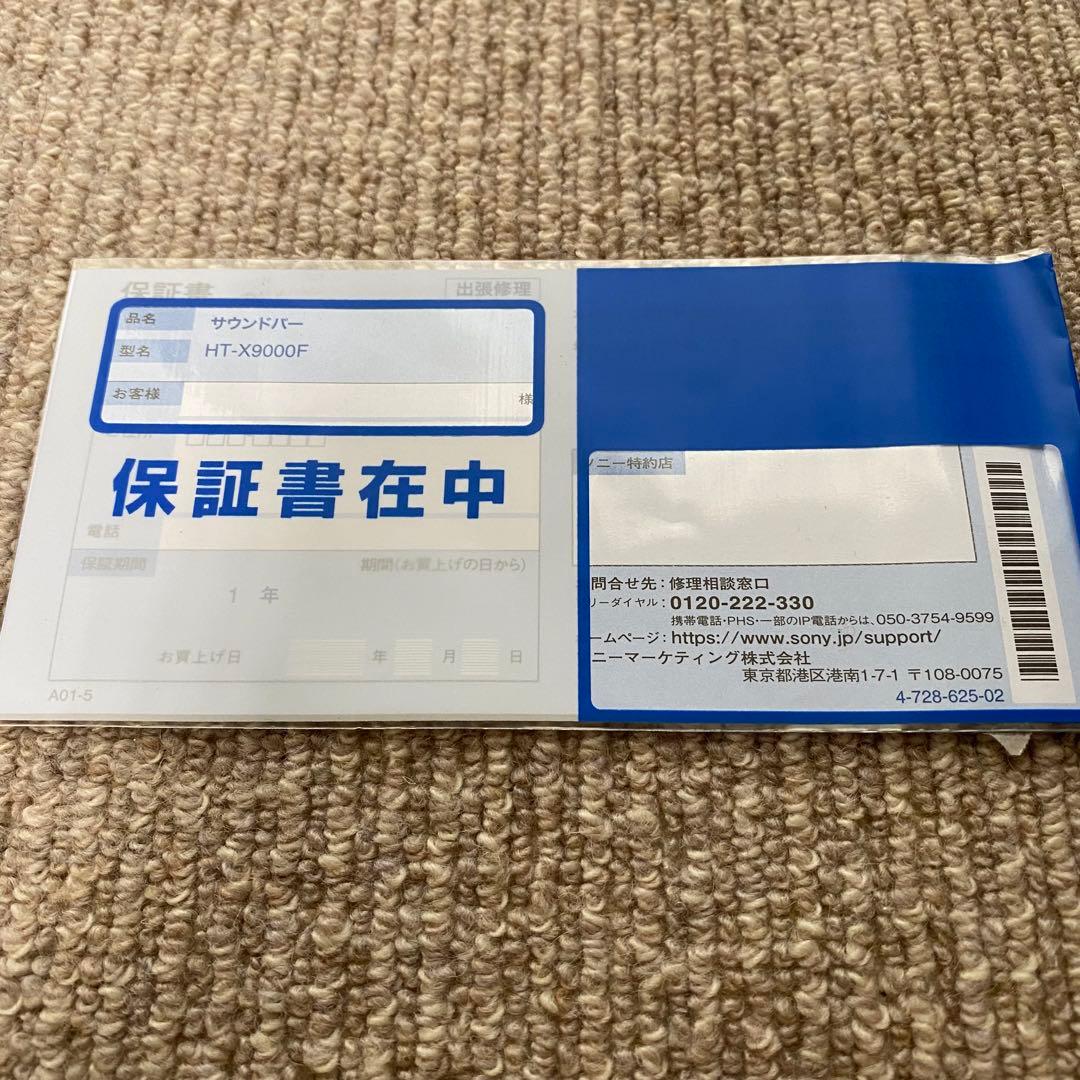 保証書
出張修理
品名 サウンドバー
型名 HT-X9000F
お客様 様
保証書在中
電話
保証期間 期間(お買上げの日から)
1 年
お買上げ日 年 月 日
A01-5
ソニー特約店
問合せ先:修理相談窓口
リーダイヤル:0120-222-330
携帯電話・PHS・一部のIP電話からは、050-3754-9599
ームページ:https://www.sony.jp/support/
ニーマーケティング株式会社
東京都港区港南1-7-1 〒108-0075
4-728-625-02